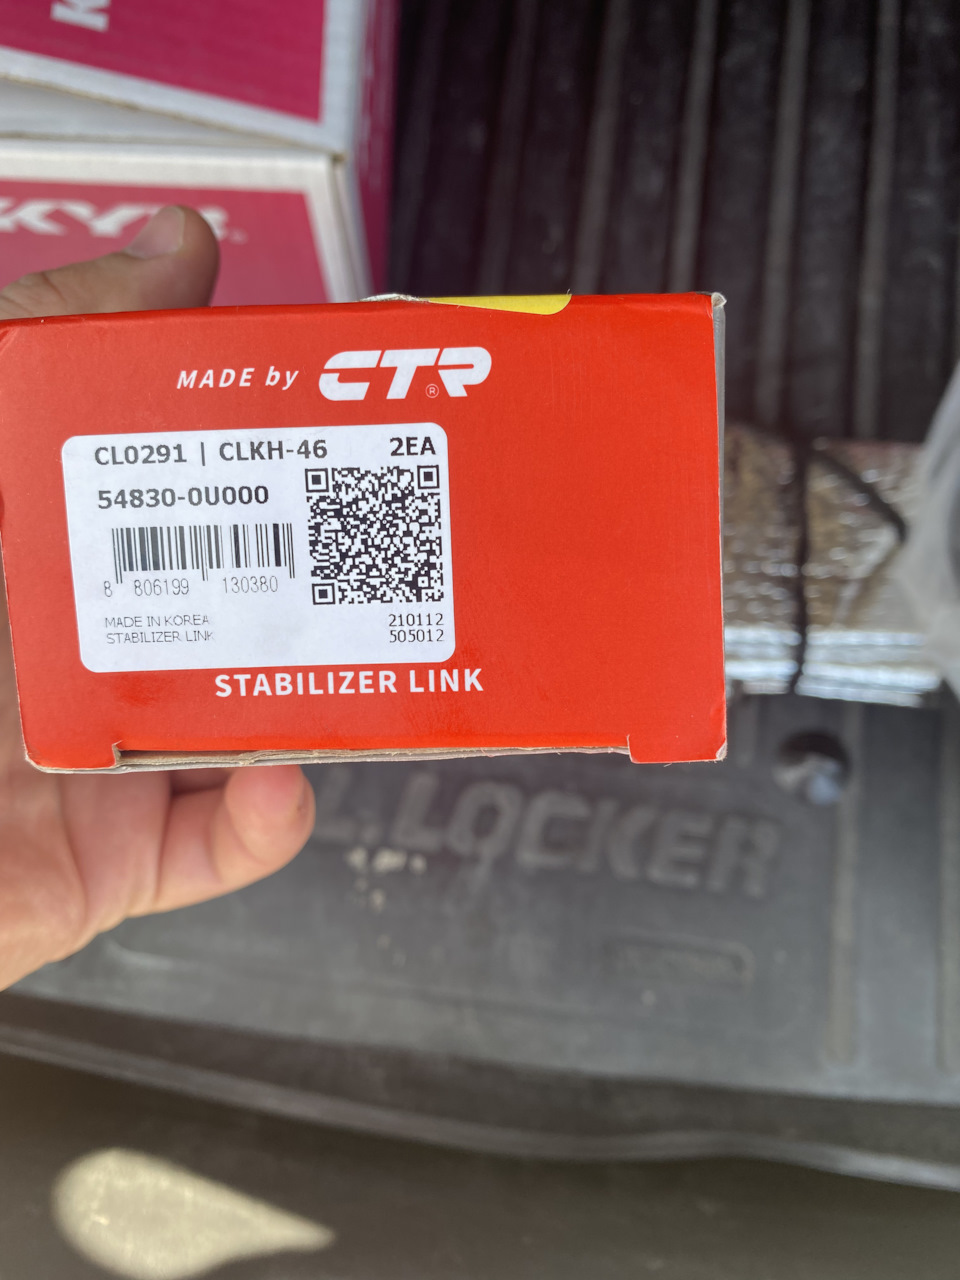 K
KYB
MADE by CTR®
CL0291 | CLKH-46 2EA
54830-0U000
8 806199 130380
MADE IN KOREA 210112
STABILIZER LINK 505012
STABILIZER LINK
L.LOCKER